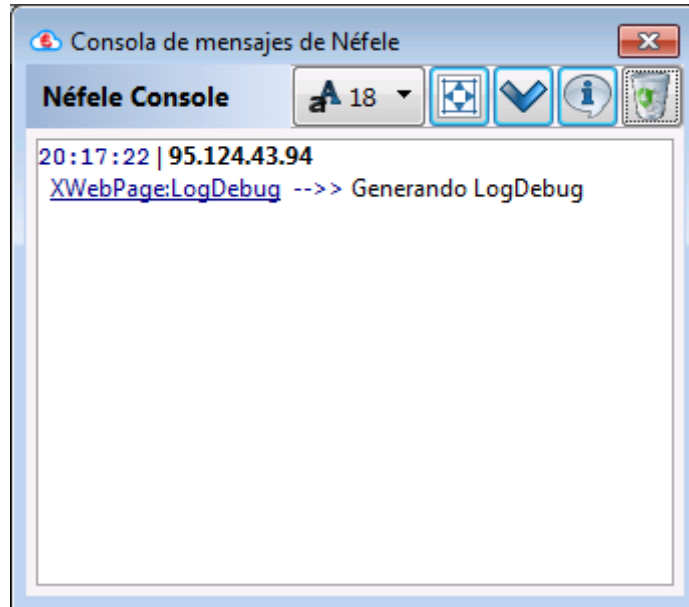 Consola de mensajes de Néfele
Néfele Console
aA 18
20:17:22 | 95.124.43.94
XWebPage:LogDebug -->> Generando LogDebug